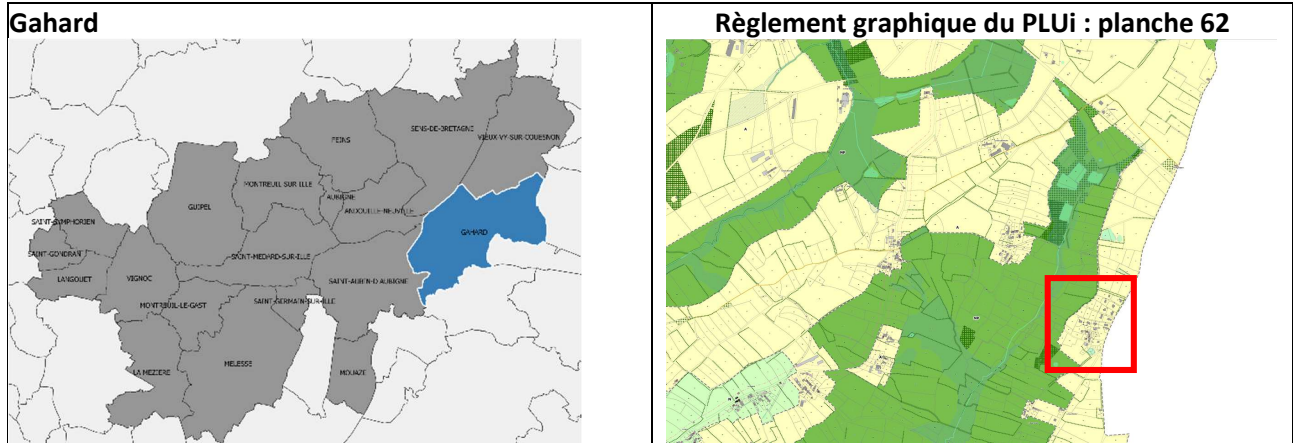 Gahard
Règlement graphique du PLUi : planche 62
SENS-DE-BRETAGNE
VIEUX-VY-SUR-COUESNON
FEINS
MONTREUIL SUR ILLE
AUBIGNE
GUIPEL
ANDOUILLE-NEUVILLE
SAINT-SYMPHORIEN
GAHARD
SAINT-GONDRAN
SAINT-MEDARD-SUR-ILLE
LANGOUET
VIGNOC
SAINT-AUBIN-D AUBIGNE
MONTREUIL-LE-GAST
SAINT-GERMAIN-SUR-ILLE
MELESSE
LA MEZIERE
MOUAZE